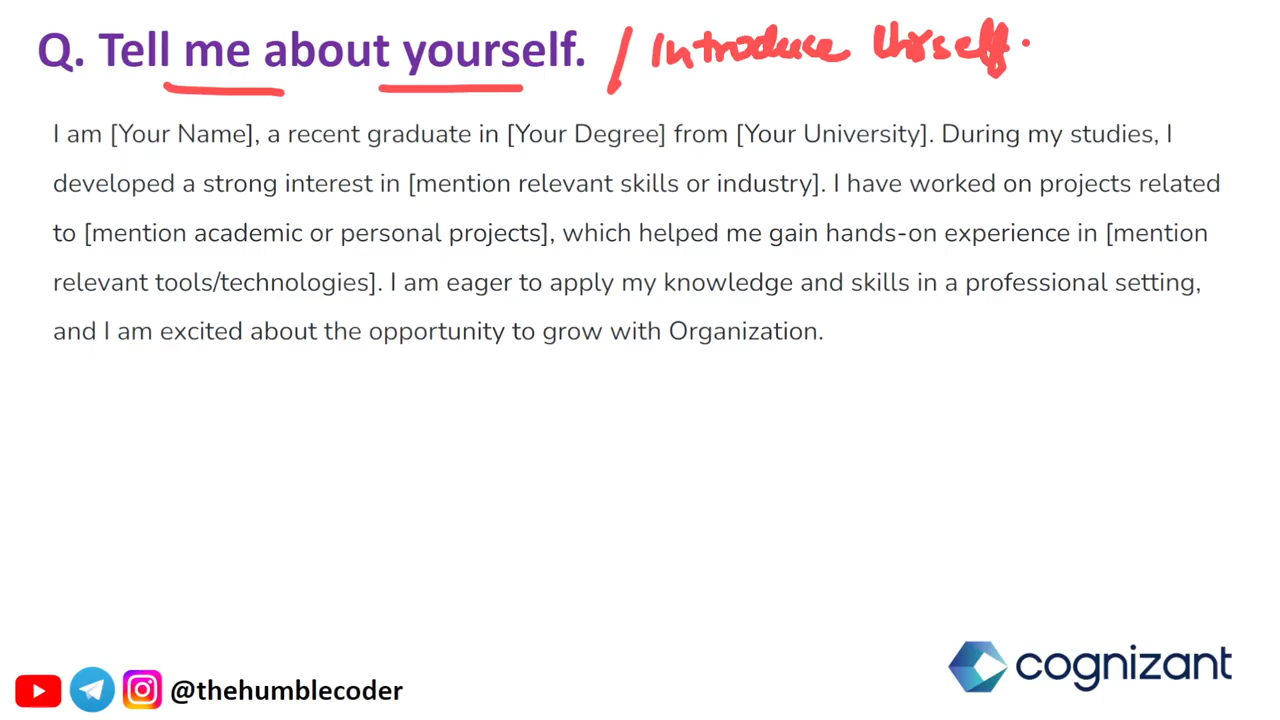 Q. Tell me about yourself. / Introduce Urself.
I am [Your Name], a recent graduate in [Your Degree] from [Your University]. During my studies, I
developed a strong interest in [mention relevant skills or industry]. I have worked on projects related
to [mention academic or personal projects], which helped me gain hands-on experience in [mention
relevant tools/technologies]. I am eager to apply my knowledge and skills in a professional setting,
and I am excited about the opportunity to grow with Organization.
@thehumblecoder
cognizant